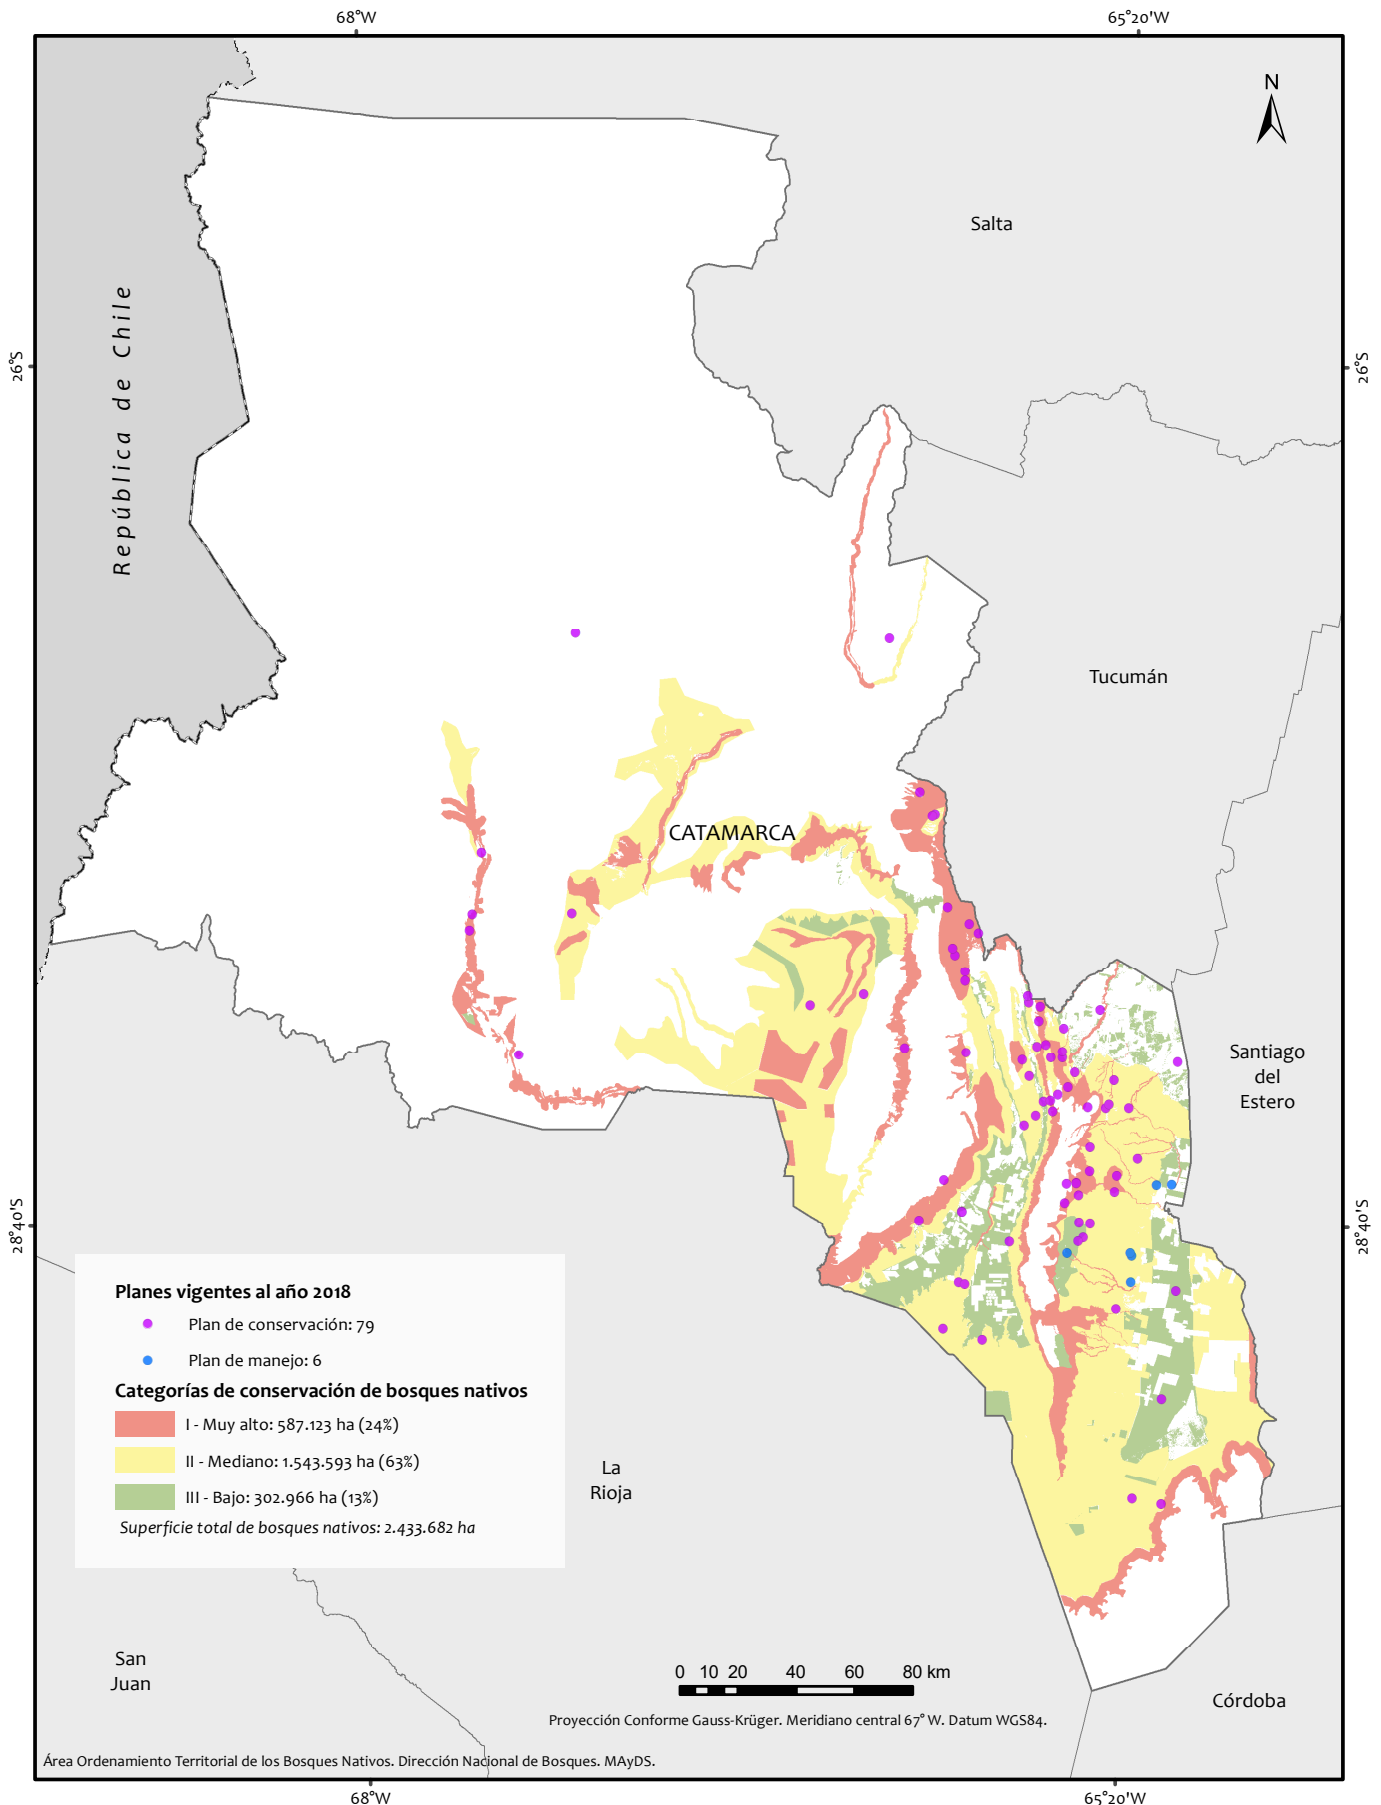 68°W
65°20'W
N
Salta
República de Chile
26°S
26°S
Tucumán
CATAMARCA
Santiago
del
Estero
28°40'S
28°40'S
Planes vigentes al año 2018
Plan de conservación: 79
Plan de manejo: 6
Categorías de conservación de bosques nativos
I - Muy alto: 587.123 ha (24%)
II - Mediano: 1.543.593 ha (63%)
III - Bajo: 302.966 ha (13%)
Superficie total de bosques nativos: 2.433.682 ha
La
Rioja
San
Juan
0 10 20 40 60 80 km
Córdoba
Proyección Conforme Gauss-Krüger. Meridiano central 67° W. Datum WGS84.
Área Ordenamiento Territorial de los Bosques Nativos. Dirección Nacional de Bosques. MAyDS.
68°W
65°20'W